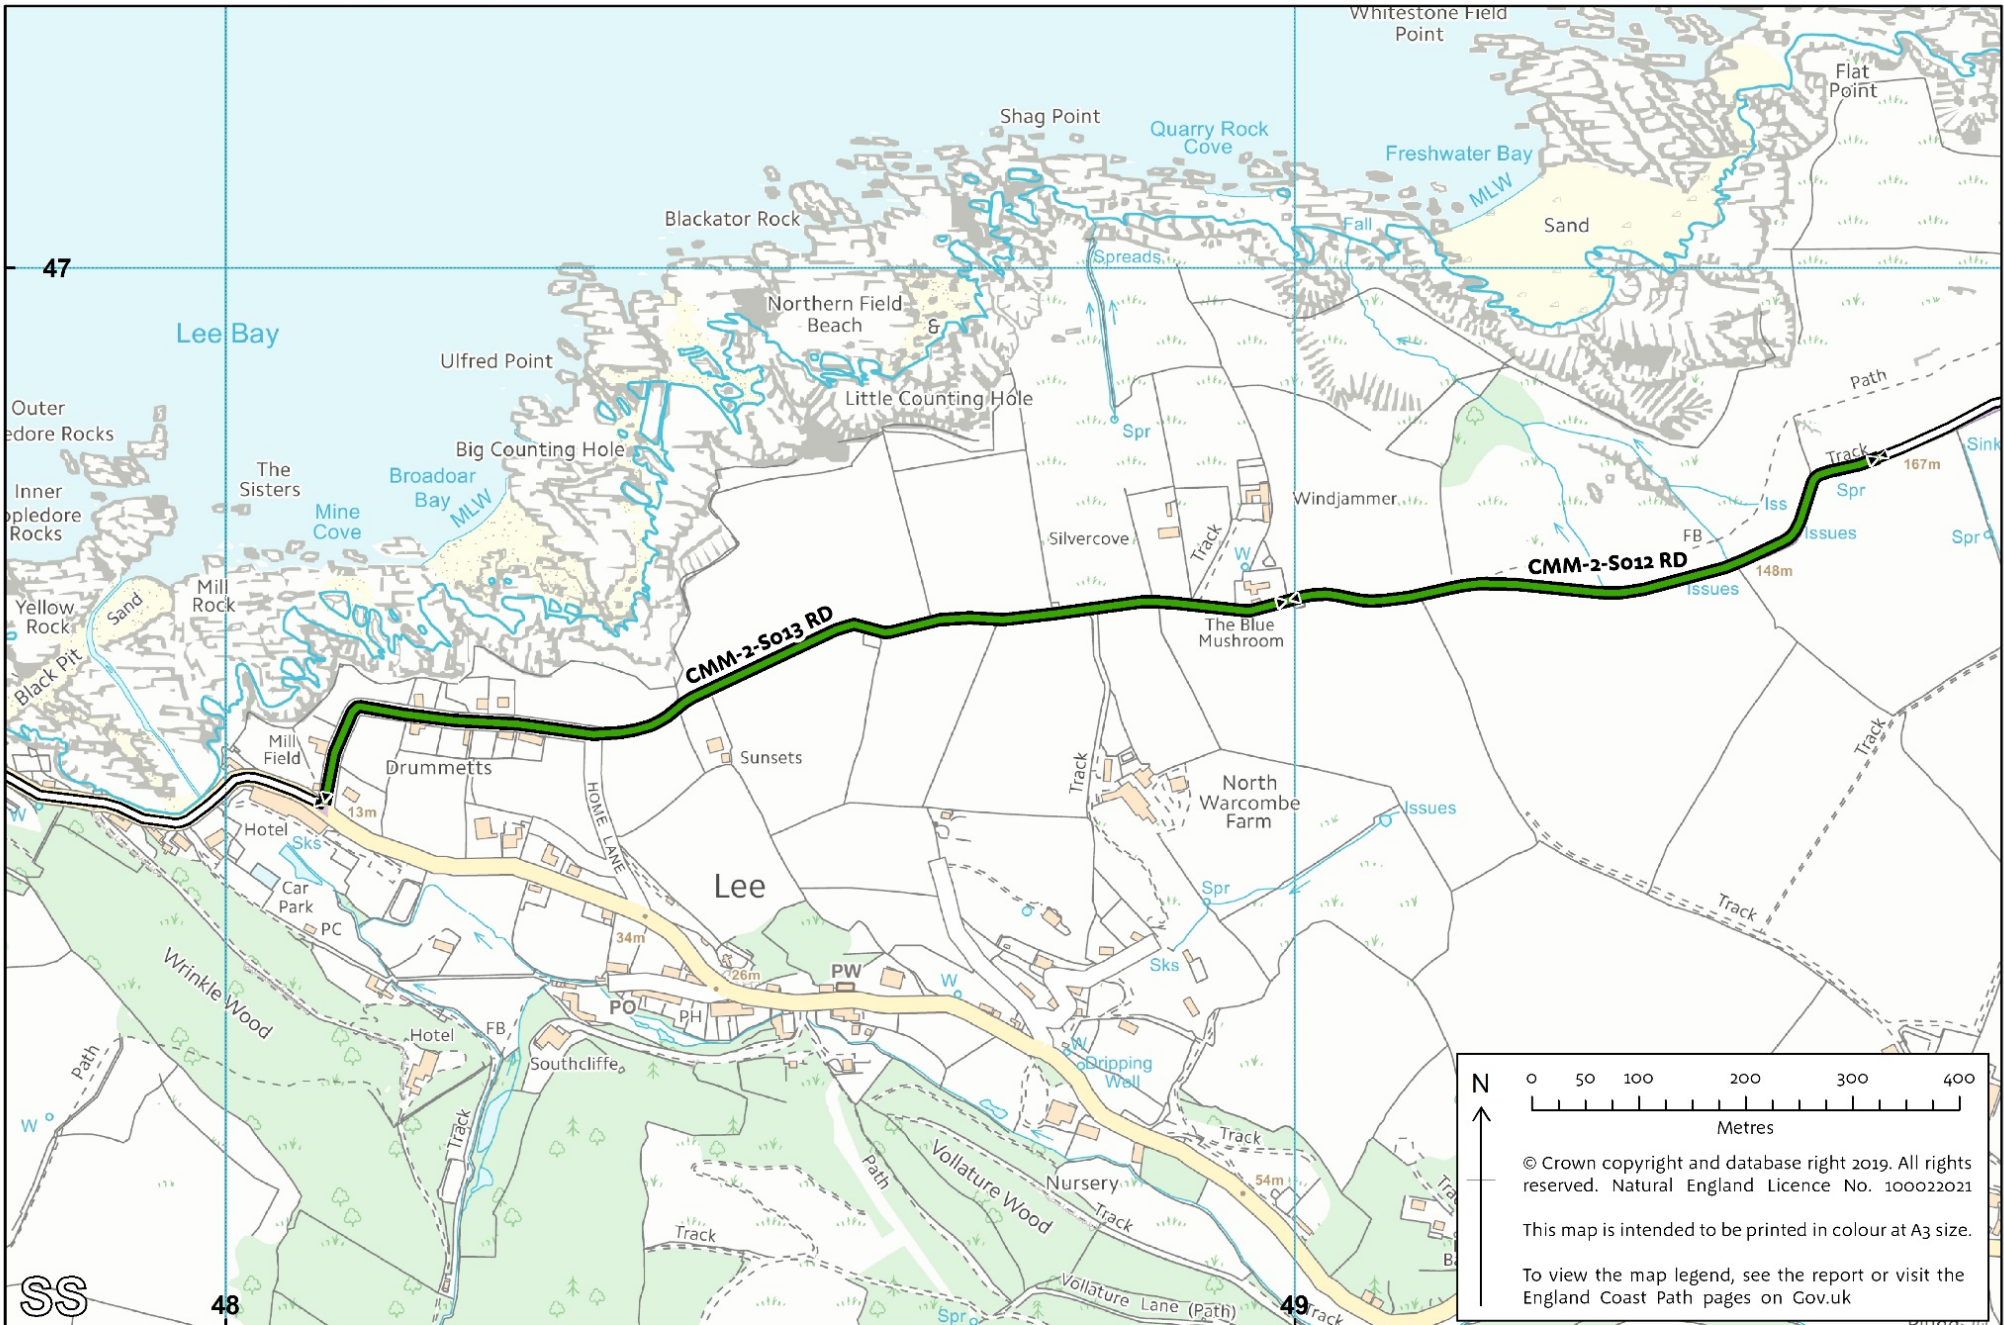 Whitestone Field
Point
Flat
Point
Shag Point
Quarry Rock
Cove
Freshwater Bay
MLW
Sand
Fall
Blackator Rock
Spreads
47
Northern Field
Beach
&
Lee Bay
Ulfred Point
Little Counting Hole
Path
Outer
edore Rocks
Spr
Big Counting Hole
The
Sisters
Broadoar
Bay
MLW
Mine
Cove
Inner
ppledore
Rocks
Track
167m
Sink
Spr
Windjammer
Iss
Issues
FB
Spr
Silvercove
Track
W
CMM-2-S012 RD
148m
Issues
Mill
Rock
Sand
Yellow
Rock
Black Pit
The Blue
Mushroom
CMM-2-S013 RD
Mill
Field
Drummetts
Sunsets
HOME LANE
Track
North
Warcombe
Farm
Issues
Track
W
13m
Hotel
Sks
Car
Park
PC
Lee
Spr
Track
34m
26m
PW
W
Sks
Wrinkle Wood
PO
PH
Hotel
FB
Southcliffe
W
Dripping
Well
Path
W
Track
Path
Vollature Wood
Nursery
Track
Track
54m
Track
Vollature Lane (Path)
Spr
Track
SS
48
49
N
0 50 100 200 300 400
Metres
© Crown copyright and database right 2019. All rights
reserved. Natural England Licence No. 100022021
This map is intended to be printed in colour at A3 size.
To view the map legend, see the report or visit the
England Coast Path pages on Gov.uk